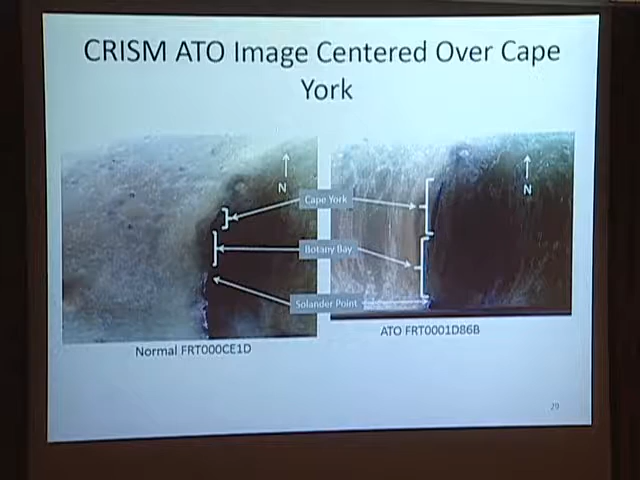 CRISM ATO Image Centered Over Cape
York
N
N
Cape York
Botany Bay
Solander Point
Normal FRT000CE1D
ATO FRT0001D86B
29